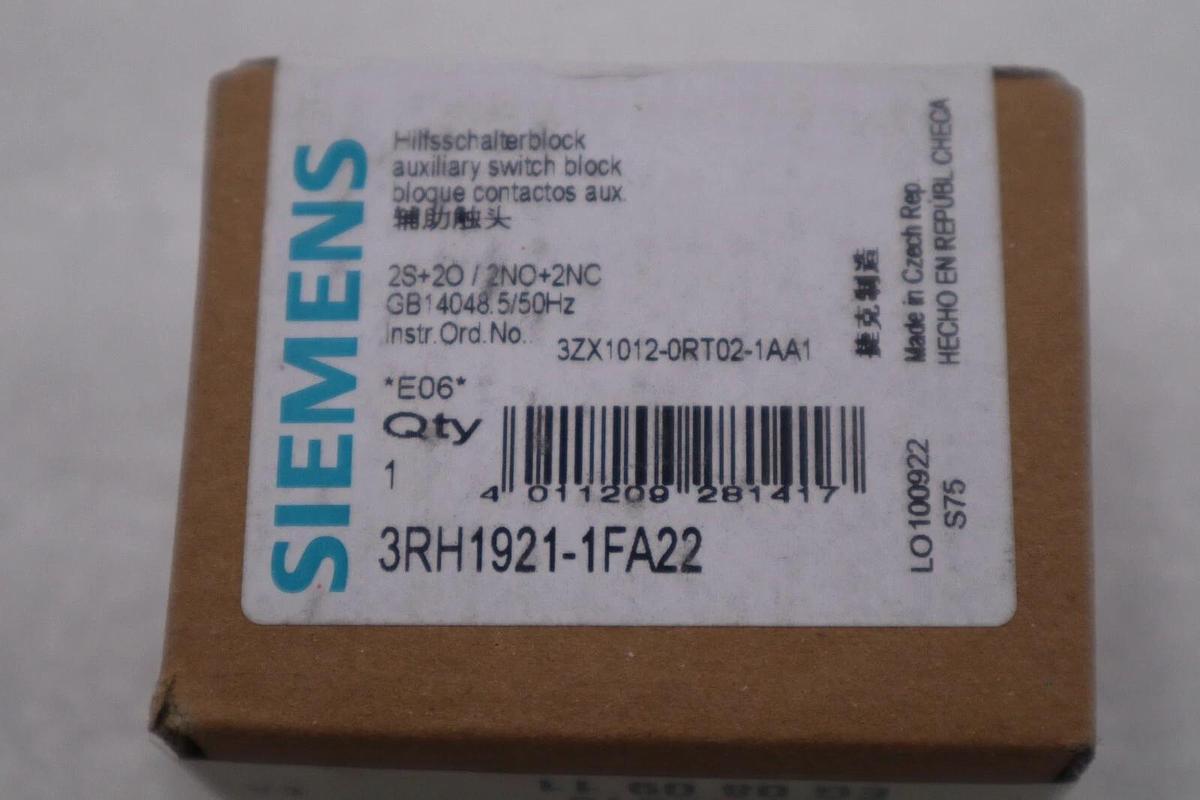 SIEMENS
Hilfsschalterblock
auxiliary switch block
bloque contactos aux.
辅助触头
2S+2O / 2NO+2NC
GB14048.5/50Hz
Instr.Ord.No.. 3ZX1012-0RT02-1AA1
*E06*
Qty
1
4 011209 281417
3RH1921-1FA22
捷克制造
Made in Czech Rep.
HECHO EN REPUBL CHECA
LO100922
S75